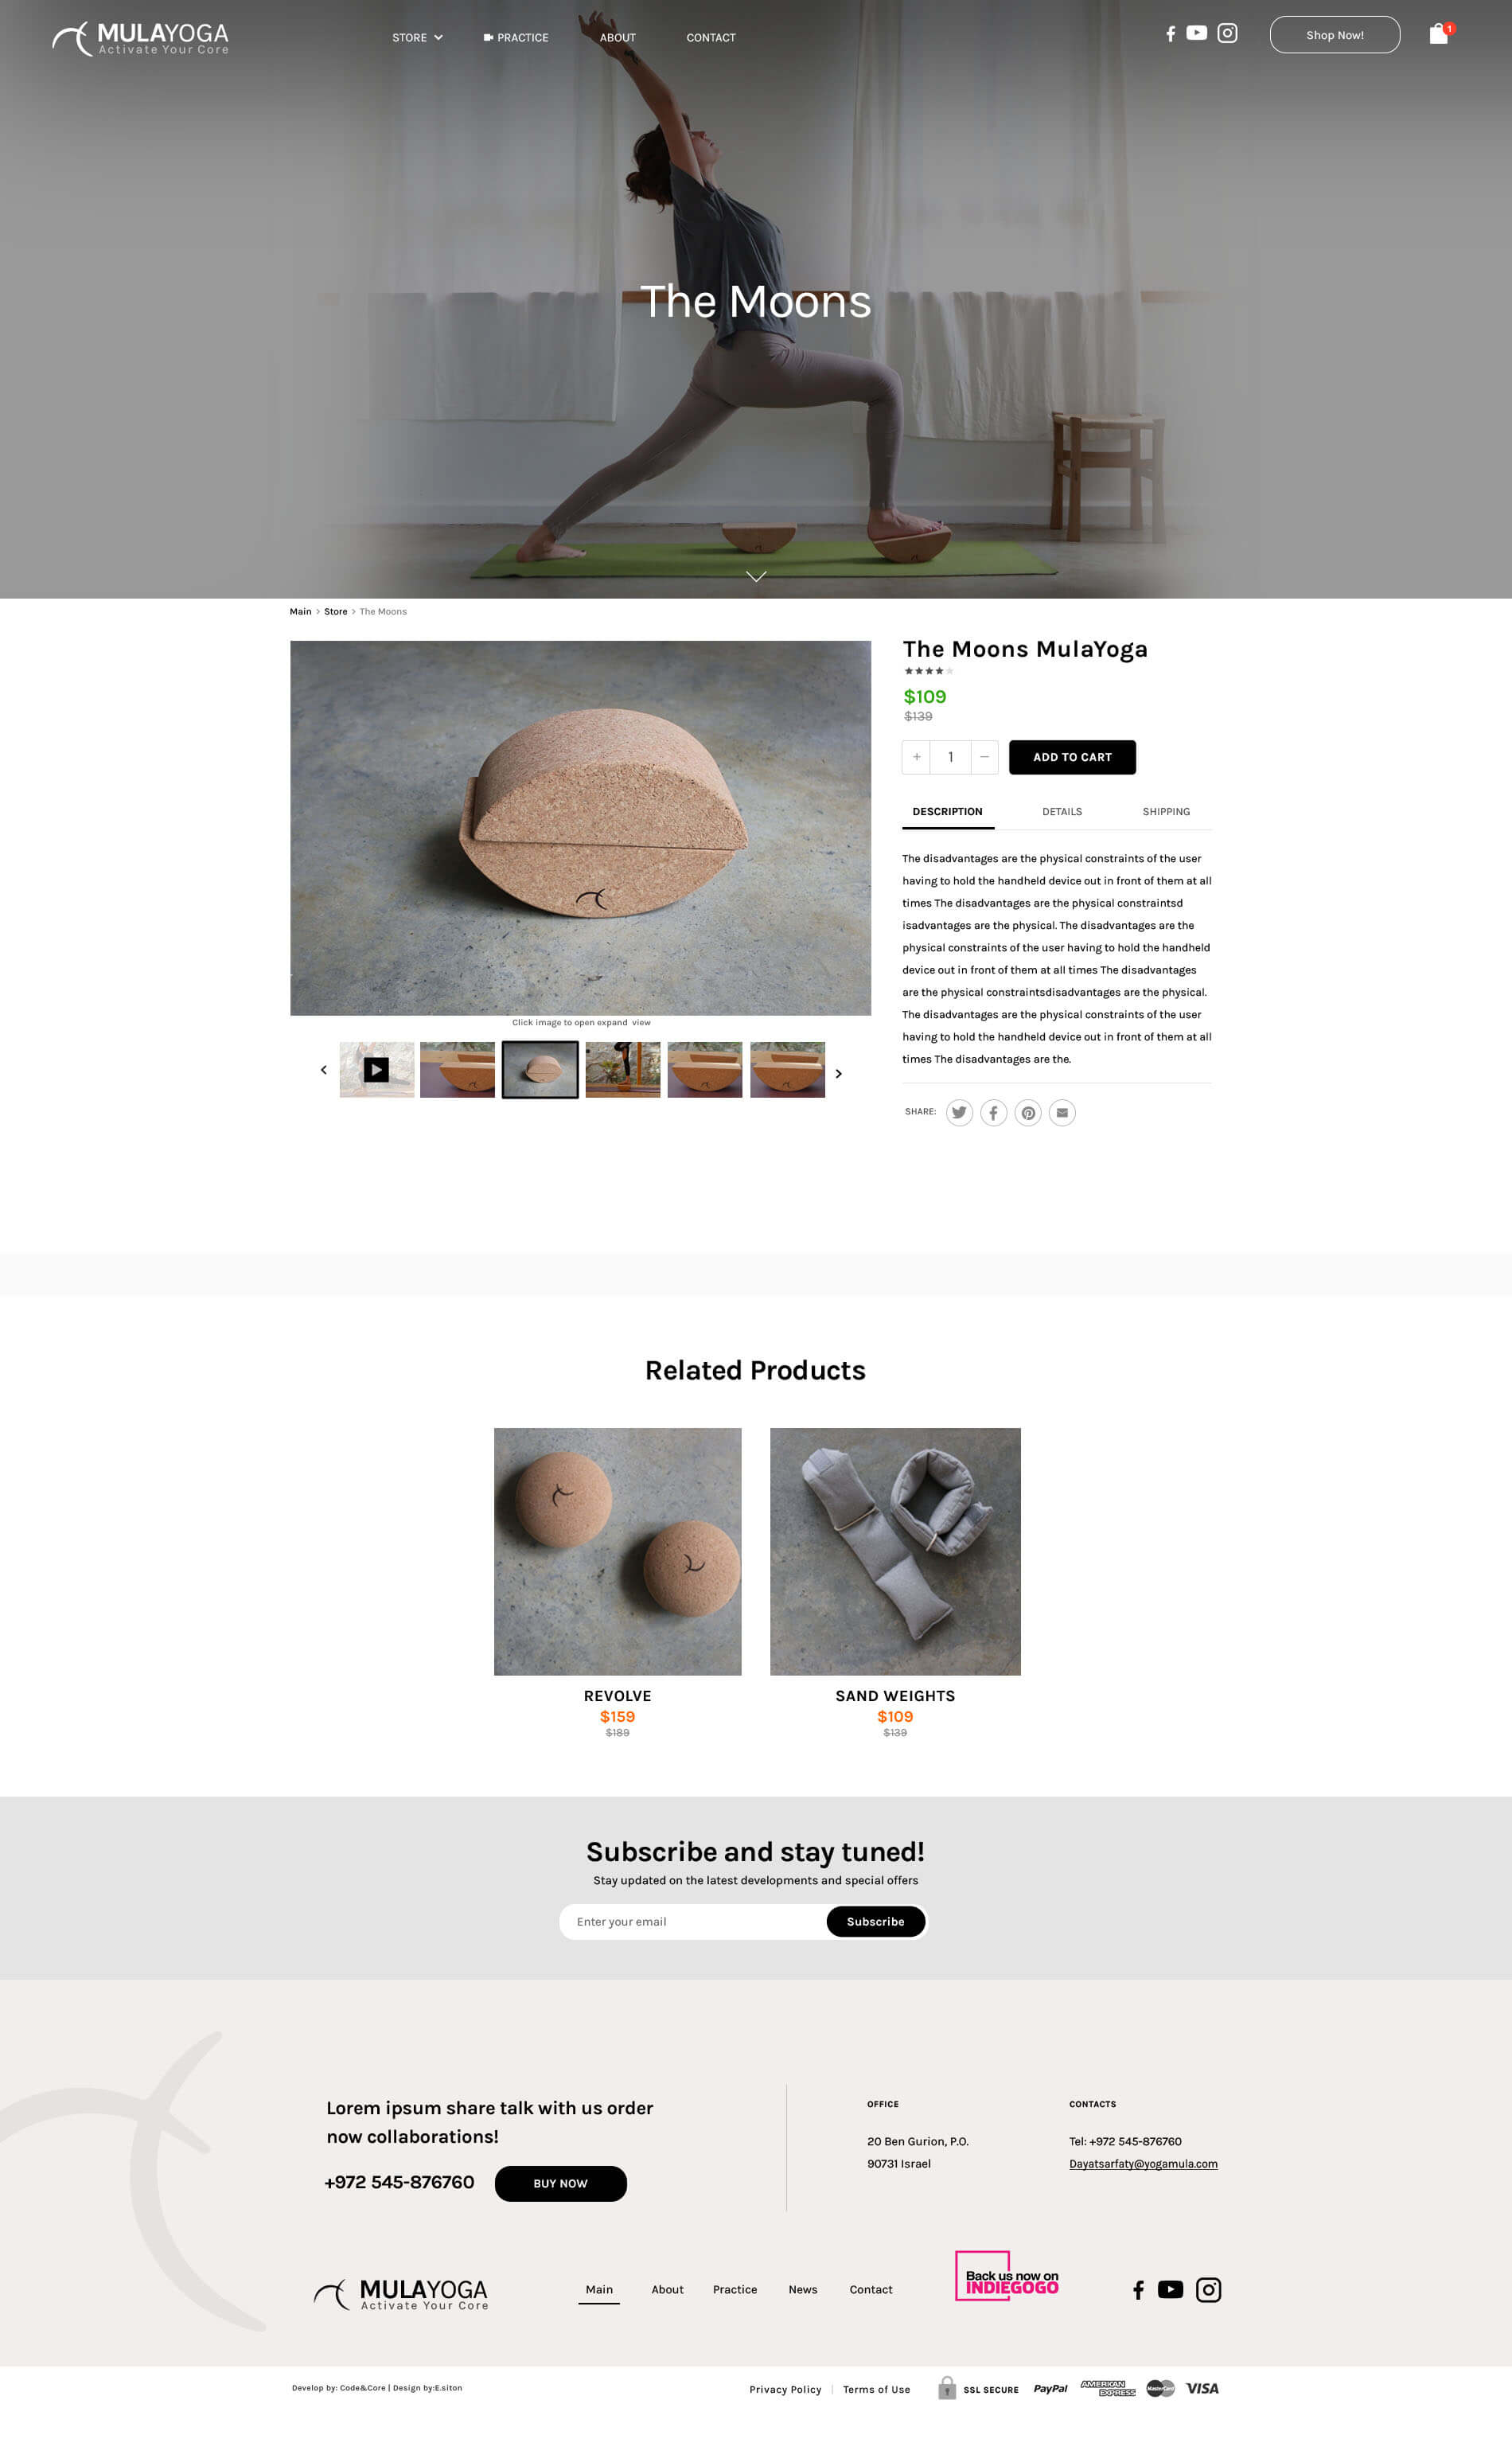 MULAYOGA
Activate Your Core
STORE
PRACTICE
ABOUT
CONTACT
Shop Now!
1
The Moons
Main > Store > The Moons
The Moons MulaYoga
$109
$139
+ 1 −
ADD TO CART
DESCRIPTION
DETAILS
SHIPPING
The disadvantages are the physical constraints of the user
having to hold the handheld device out in front of them at all
times The disadvantages are the physical constraintsd
isadvantages are the physical. The disadvantages are the
physical constraints of the user having to hold the handheld
device out in front of them at all times The disadvantages
are the physical constraintsdisadvantages are the physical.
The disadvantages are the physical constraints of the user
having to hold the handheld device out in front of them at all
times The disadvantages are the.
Click image to open expand view
SHARE:
Related Products
REVOLVE
$159
$189
SAND WEIGHTS
$109
$139
Subscribe and stay tuned!
Stay updated on the latest developments and special offers
Enter your email
Subscribe
Lorem ipsum share talk with us order
now collaborations!
+972 545-876760
BUY NOW
OFFICE
20 Ben Gurion, P.O.
90731 Israel
CONTACTS
Tel: +972 545-876760
Dayatsarfaty@yogamula.com
MULAYOGA
Activate Your Core
Main
About
Practice
News
Contact
Back us now on
INDIEGOGO
Develop by: Code&Core | Design by:E.siton
Privacy Policy | Terms of Use
SSL SECURE
PayPal
AMERICAN
EXPRESS
MasterCard
VISA